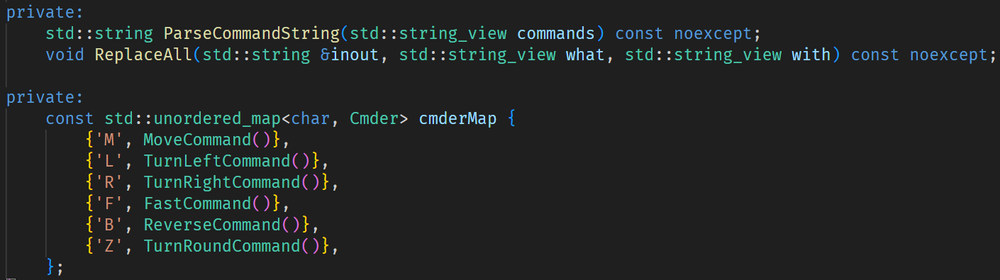 private:
    std::string ParseCommandString(std::string_view commands) const noexcept;
    void ReplaceAll(std::string &inout, std::string_view what, std::string_view with) const noexcept;
private:
    const std::unordered_map<char, Cmder> cmderMap {
        {'M', MoveCommand()},
        {'L', TurnLeftCommand()},
        {'R', TurnRightCommand()},
        {'F', FastCommand()},
        {'B', ReverseCommand()},
        {'Z', TurnRoundCommand()},
    };